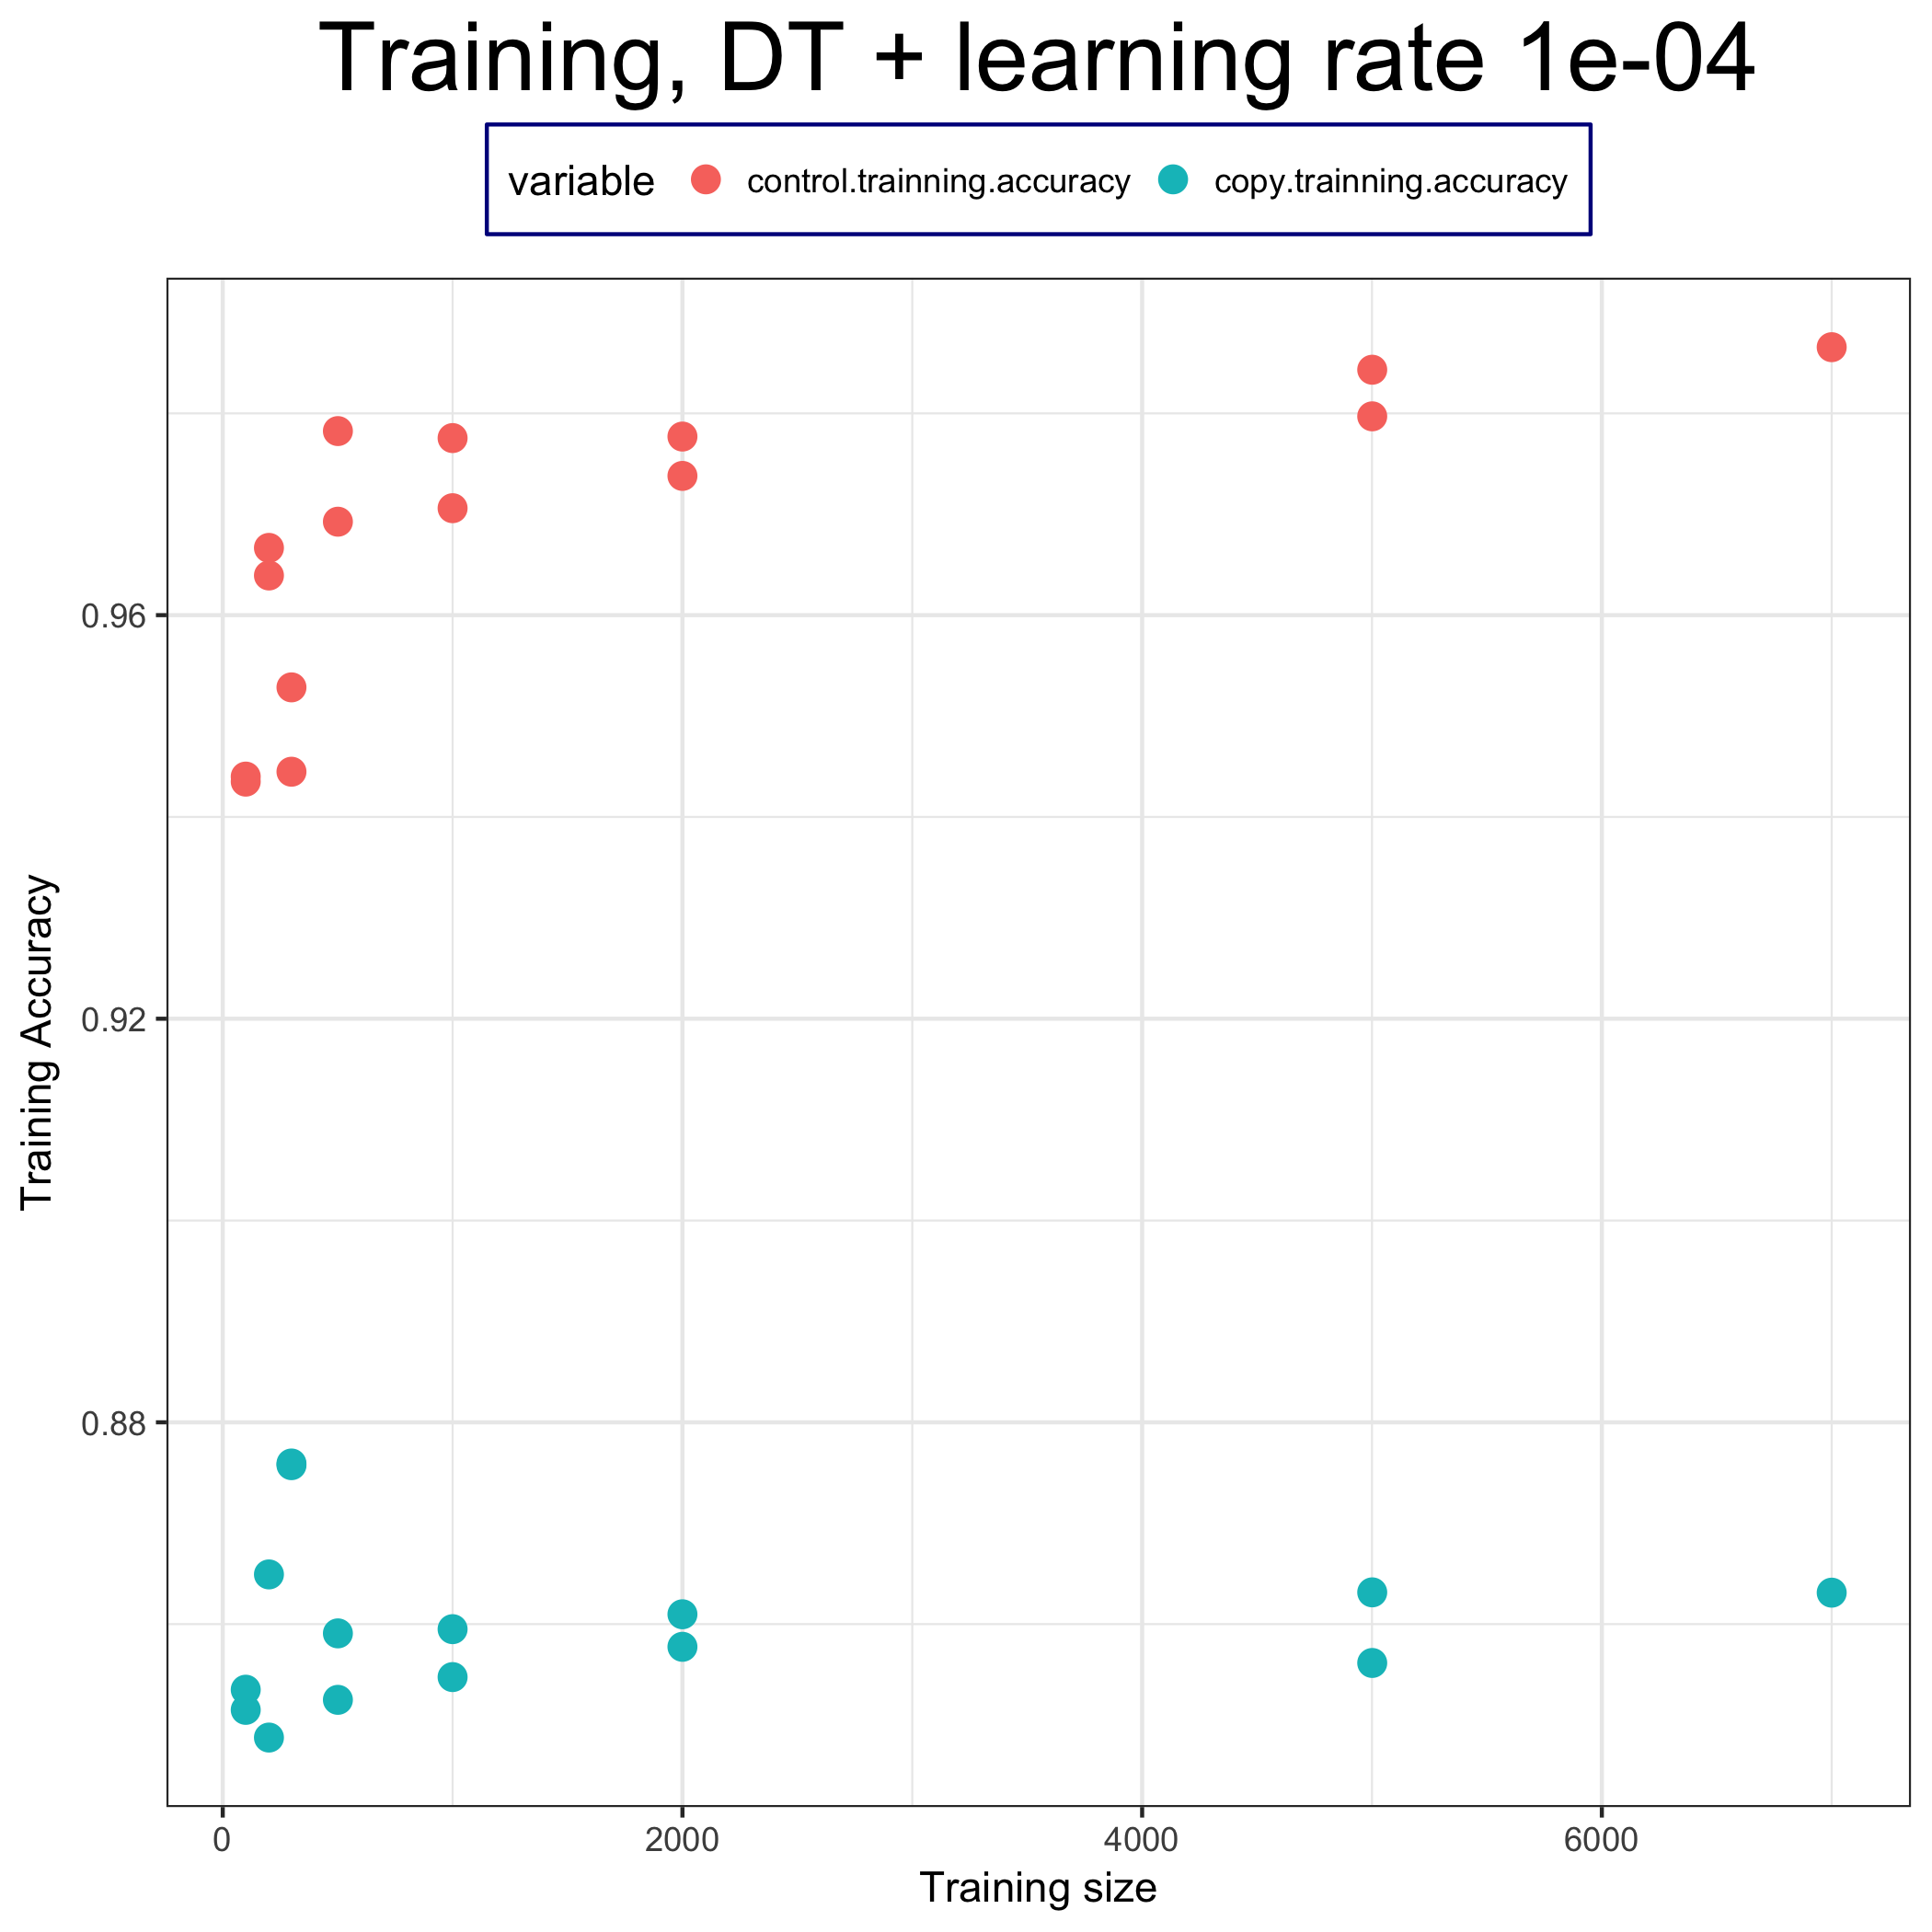 Training, DT + learning rate 1e-04
variable control.trainning.accuracy copy.trainning.accuracy
Training Accuracy
0.96
0.92
0.88
0 2000 4000 6000
Training size